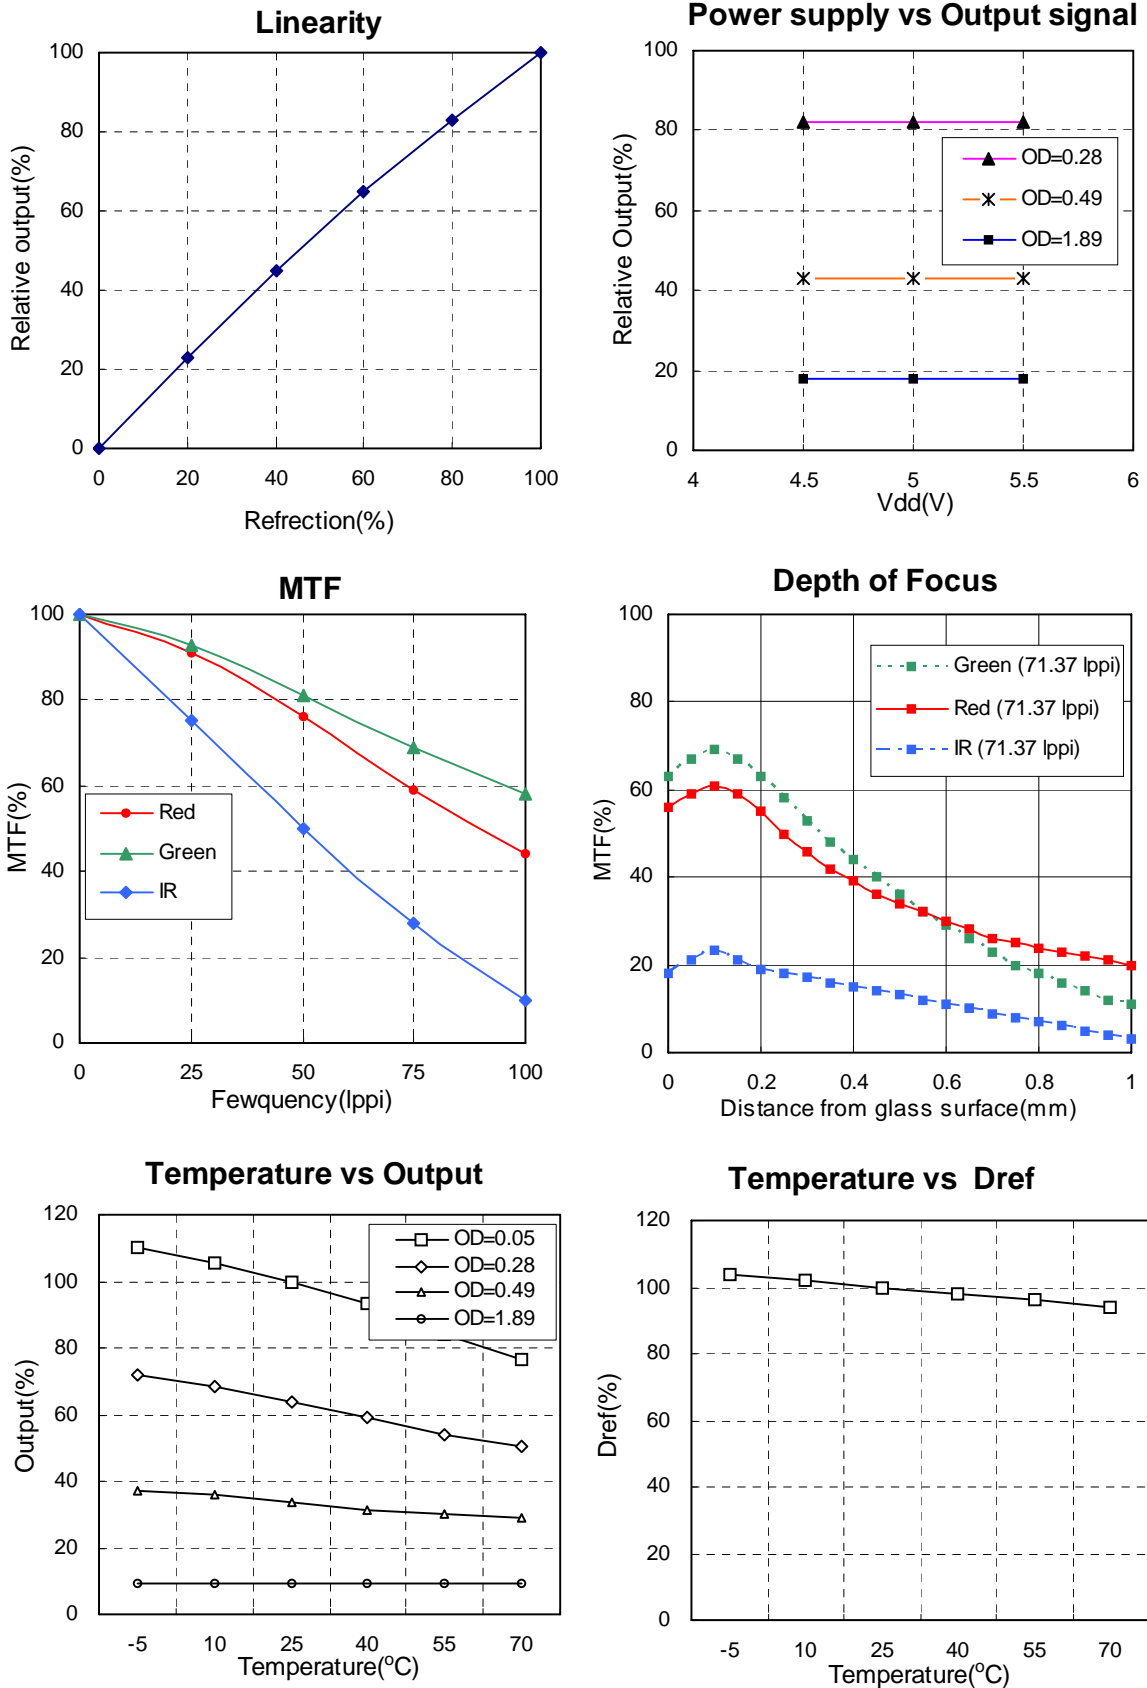 Linearity
Relative output(%)
100
80
60
40
20
0
0 20 40 60 80 100
Refrection(%)
Power supply vs Output signal
Relative Output(%)
100
80
60
40
20
0
OD=0.28
OD=0.49
OD=1.89
4 4.5 5 5.5 6
Vdd(V)
MTF
MTF(%)
100
80
60
40
20
0
Red
Green
IR
0 25 50 75 100
Fewquency(lppi)
Depth of Focus
MTF(%)
100
80
60
40
20
0
Green (71.37 lppi)
Red (71.37 lppi)
IR (71.37 lppi)
0 0.2 0.4 0.6 0.8 1
Distance from glass surface(mm)
Temperature vs Output
Output(%)
120
100
80
60
40
20
0
OD=0.05
OD=0.28
OD=0.49
OD=1.89
-5 10 25 40 55 70
Temperature(°C)
Temperature vs Dref
Dref(%)
120
100
80
60
40
20
0
-5 10 25 40 55 70
Temperature(°C)